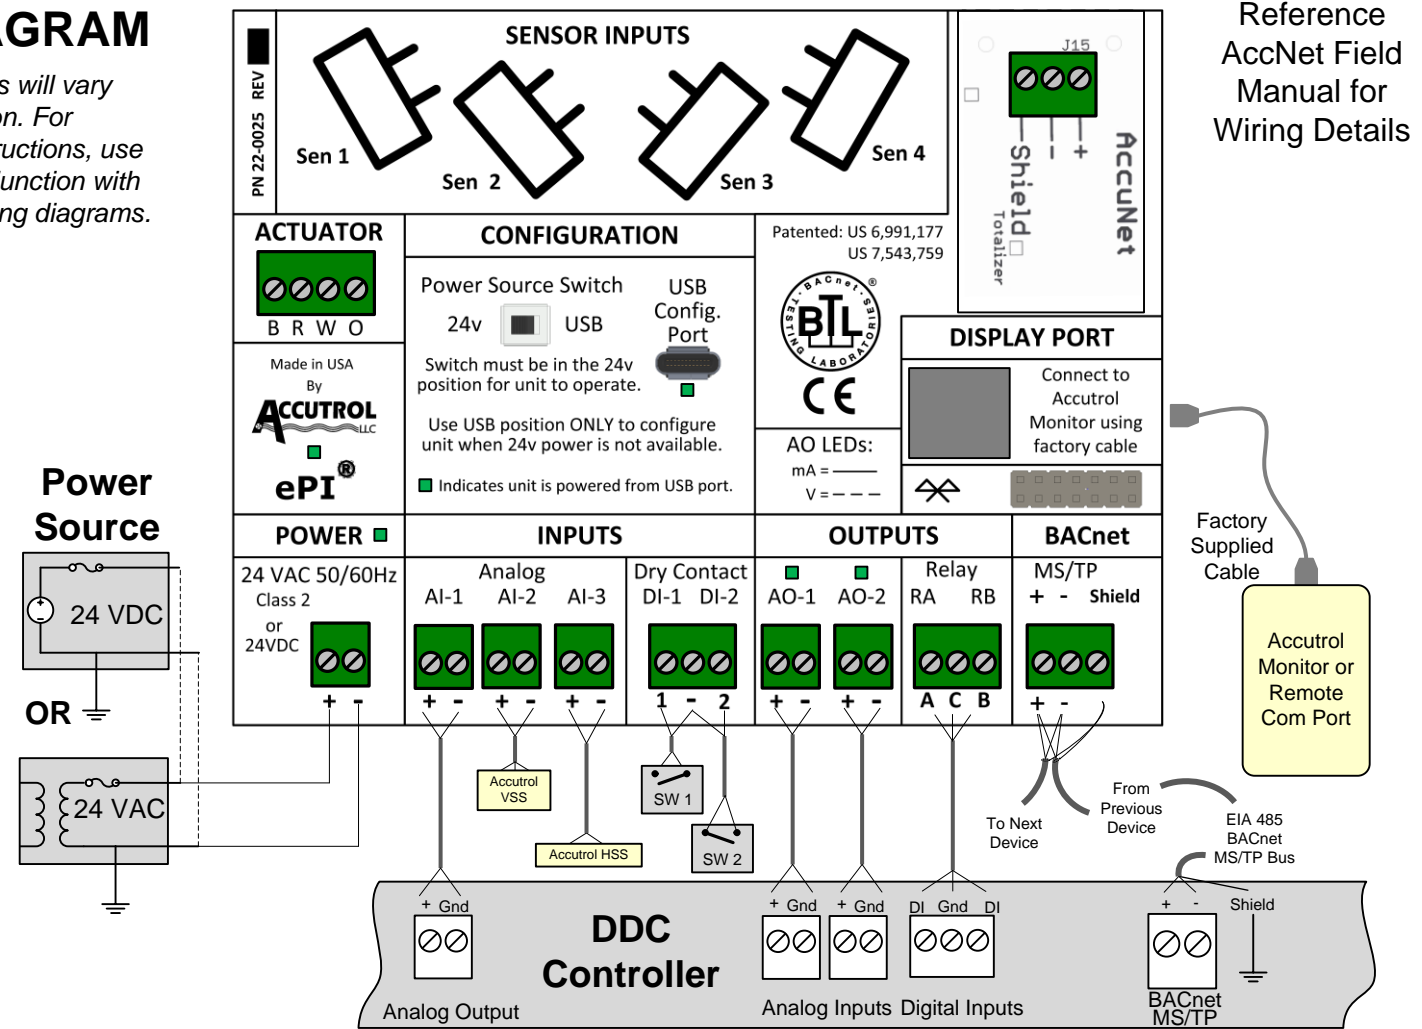 AGRAM
s will vary
on. For
ructions, use
junction with
ng diagrams.
Reference
AccNet Field
Manual for
Wiring Details
PN 22-0025 REV
SENSOR INPUTS
Sen 1
Sen 2
Sen 3
Sen 4
J15
Shield
-
+
AccuNet
Totalizer
ACTUATOR
B R W O
Made in USA
By
ACCUTROL
LLC
ePI®
CONFIGURATION
Power Source Switch
24v
USB
USB
Config.
Port
Switch must be in the 24v
position for unit to operate.
Use USB position ONLY to configure
unit when 24v power is not available.
Indicates unit is powered from USB port.
Patented: US 6,991,177
US 7,543,759
BACnet TESTING LABORATORIES
BTL
®
CE
AO LEDs:
mA =
V =
DISPLAY PORT
Connect to
Accutrol
Monitor using
factory cable
Factory
Supplied
Cable
Accutrol
Monitor or
Remote
Com Port
Power
Source
24 VDC
OR
24 VAC
POWER
24 VAC 50/60Hz
Class 2
or
24VDC
+ -
INPUTS
Analog
AI-1 AI-2 AI-3
+ - + - + -
Dry Contact
DI-1 DI-2
1 - 2
OUTPUTS
AO-1 AO-2
+ - + -
Relay
RA RB
A C B
BACnet
MS/TP
+ - Shield
+ -
Accutrol
VSS
Accutrol HSS
SW 1
SW 2
To Next
Device
From
Previous
Device
EIA 485
BACnet
MS/TP Bus
+ Gnd
Analog Output
DDC
Controller
+ Gnd + Gnd
Analog Inputs
DI Gnd DI
Digital Inputs
+ - Shield
BACnet
MS/TP